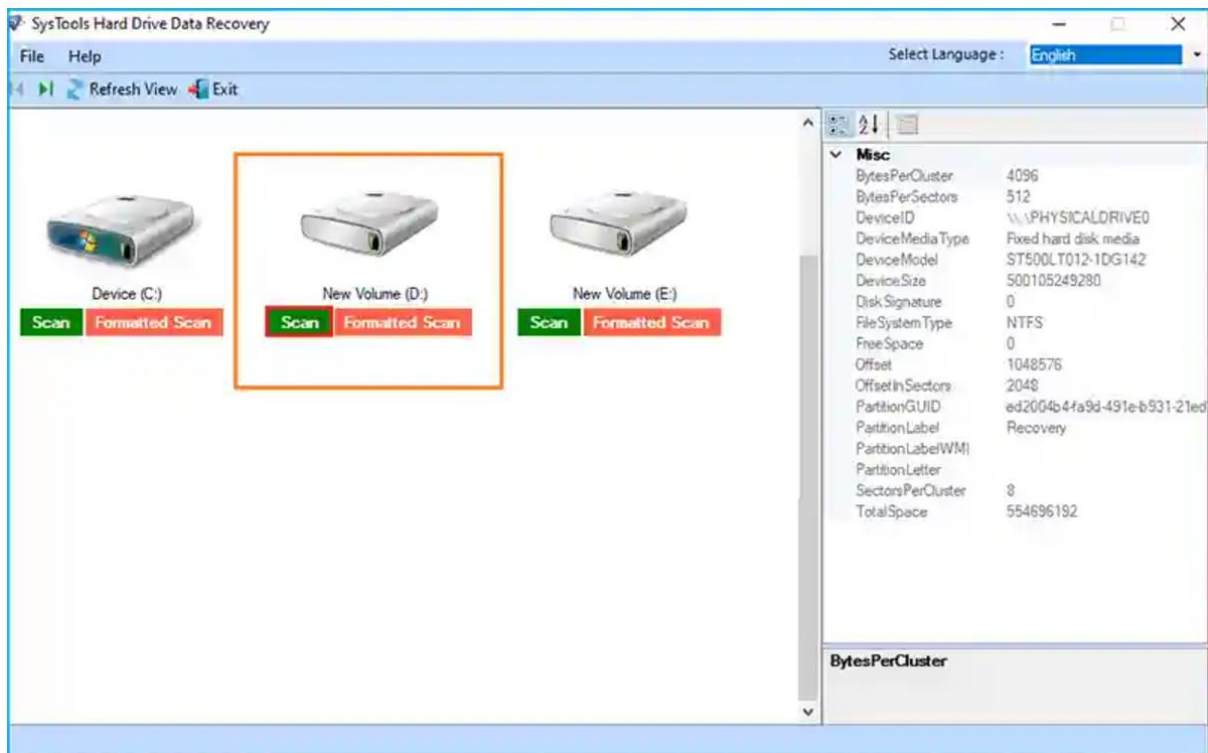 SysTools Hard Drive Data Recovery
File Help Select Language : English
Refresh View Exit
Misc
BytesPerCluster 4096
BytesPerSectors 512
DeviceID \\.\PHYSICALDRIVE0
DeviceMediaType Fixed hard disk media
DeviceModel ST500LT012-1DG142
DeviceSize 500105249280
Disk Signature 0
FileSystemType NTFS
FreeSpace 0
Offset 1048576
OffsetInSectors 2048
PartitionGUID ed2004b4-fa9d-491e-b931-21ed
PartitionLabel Recovery
PartitionLabelWMI
PartitionLetter
SectorsPerCluster 8
TotalSpace 554696192
Device (C:) New Volume (D:) New Volume (E:)
Scan Formatted Scan Scan Formatted Scan Scan Formatted Scan
BytesPerCluster